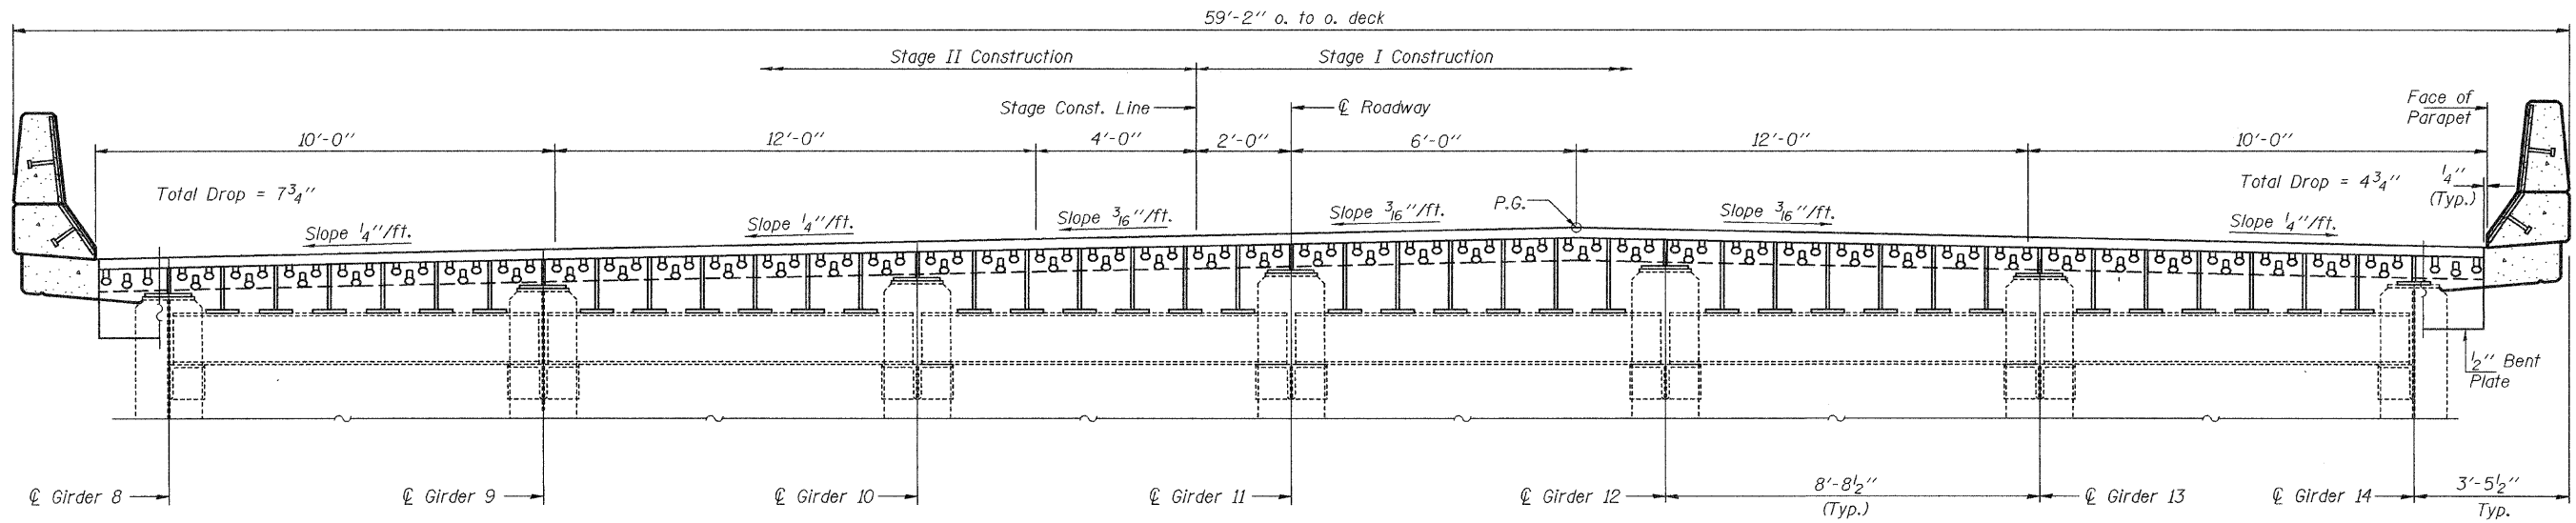 59'-2" o. to o. deck
Stage II Construction
Stage I Construction
Stage Const. Line
℄ Roadway
Face of
Parapet
10'-0"
12'-0"
4'-0"
2'-0"
6'-0"
12'-0"
10'-0"
Total Drop = 7¾"
Total Drop = 4¾"
¼"
(Typ.)
Slope ¼"/ft.
Slope ¼"/ft.
Slope 3/16"/ft.
Slope 3/16"/ft.
P.G.
Slope 3/16"/ft.
Slope ¼"/ft.
½" Bent
Plate
℄ Girder 8
℄ Girder 9
℄ Girder 10
℄ Girder 11
℄ Girder 12
8'-8½"
(Typ.)
℄ Girder 13
℄ Girder 14
3'-5½"
Typ.